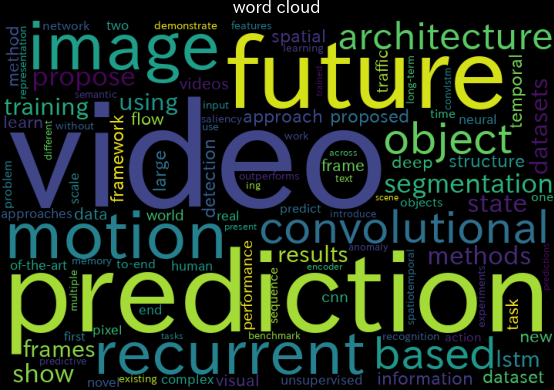 word cloud
network
two
demonstrate
features
method
representation
image
spatial
learning
architecture
propose
videos
future
trained
traffic
long-term
convlstm
temporal
semantic
training
using
saliency
input
approach
proposed
time
neural
datasets
learn
different
without
flow
use
work
object
video
framework
large
detection
outperforms
ing
across
frame
text
deep
structure
problem
scale
segmentation
scene
state
one
approaches
data
world
real
predict
introduce
objects
present
motion
convolutional
of-the-art
memory
to-end
human
performance
results
anomaly
methods
spatiotemporal
predictions
prediction
multiple
end
sequence
encoder
cnn
experiments
task
first
pixel
tasks
benchmark
recognition
action
new
frames
predictive
recurrent
based
lstm
show
novel
existing
complex
visual
unsupervised
information
dataset